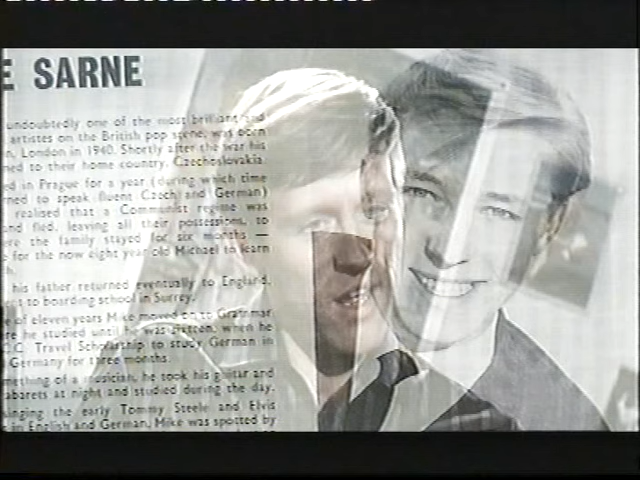 E SARNE
undoubtedly one of the most brilliant and
artistes on the British pop scene, was born
n, London in 1940. Shortly after the war his
ned to their home country, Czechoslovakia.
ed in Prague for a year (during which time
ned to speak fluent Czech and German)
realised that a Communist regime was
and fled, leaving all their possessions, to
ere the family stayed for six months —
e for the now eight year old Michael to learn
h.
his father returned eventually to England,
ect to boarding school in Surrey.
e of eleven years Mike moved on to Grammar
re he studied until he was sixteen, when he
C.C. Travel Scholarship to study German in
Germany for three months.
mething of a musician, he took his guitar and
abarets at night and studied during the day.
inging the early Tommy Steele and Elvis
s in English and German, Mike was spotted by